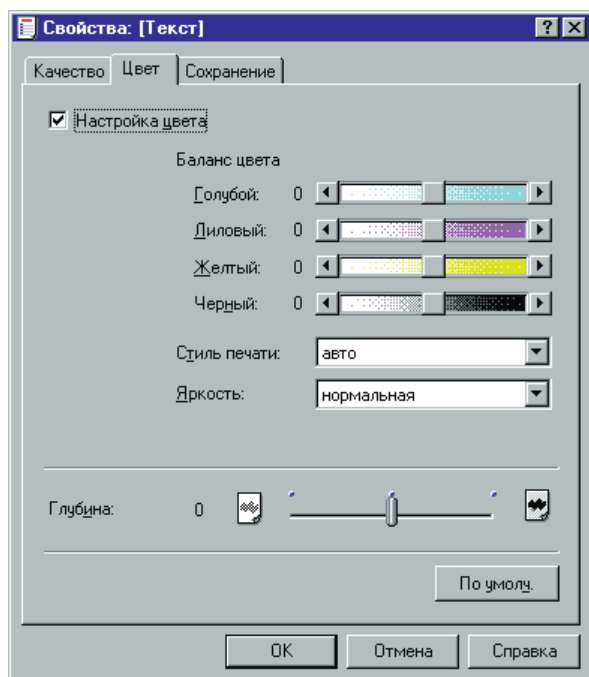 Свойства: [Текст]
Качество Цвет Сохранение
Настройка цвета
Баланс цвета
Голубой: 0
Лиловый: 0
Желтый: 0
Черный: 0
Стиль печати: авто
Яркость: нормальная
Глубина: 0
По умолч.
OK Отмена Справка